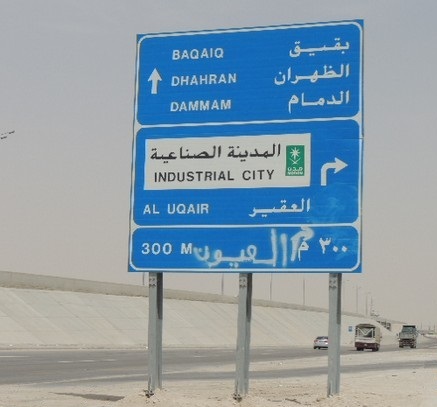 BAQAIQ بقيق
DHAHRAN الظهران
DAMMAM الدمام
المدينة الصناعية
INDUSTRIAL CITY
AL UQAIR العقير
300 M ٣٠٠ م
العيون